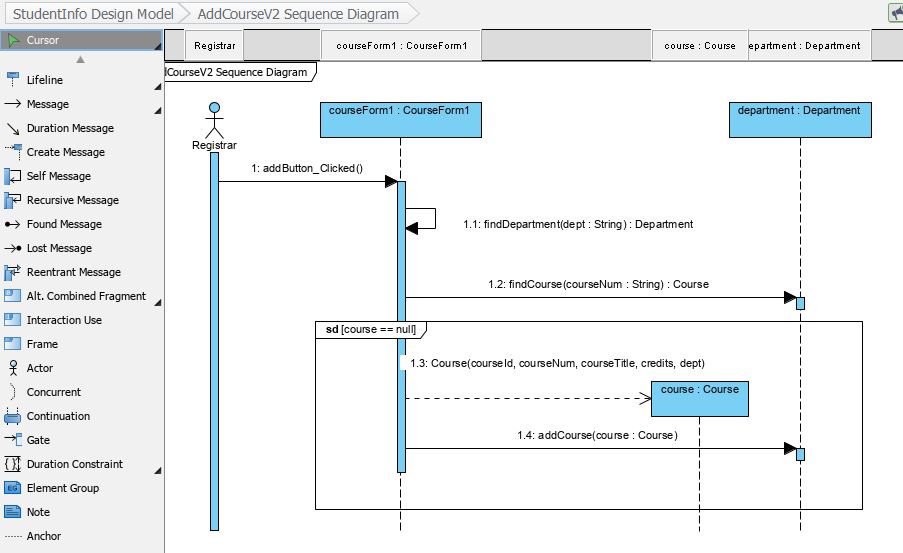 StudentInfo Design Model
AddCourseV2 Sequence Diagram
Cursor
Lifeline
Message
Duration Message
Create Message
Self Message
Recursive Message
Found Message
Lost Message
Reentrant Message
Alt. Combined Fragment
Interaction Use
Frame
Actor
Concurrent
Continuation
Gate
Duration Constraint
EG Element Group
Note
Anchor
Registrar
courseForm1 : CourseForm1
course : Course
epartment : Department
dCourseV2 Sequence Diagram
courseForm1 : CourseForm1
department : Department
Registrar
1: addButton_Clicked()
1.1: findDepartment(dept : String) : Department
1.2: findCourse(courseNum : String) : Course
sd [course == null]
1.3: Course(courseId, courseNum, courseTitle, credits, dept)
course : Course
1.4: addCourse(course : Course)